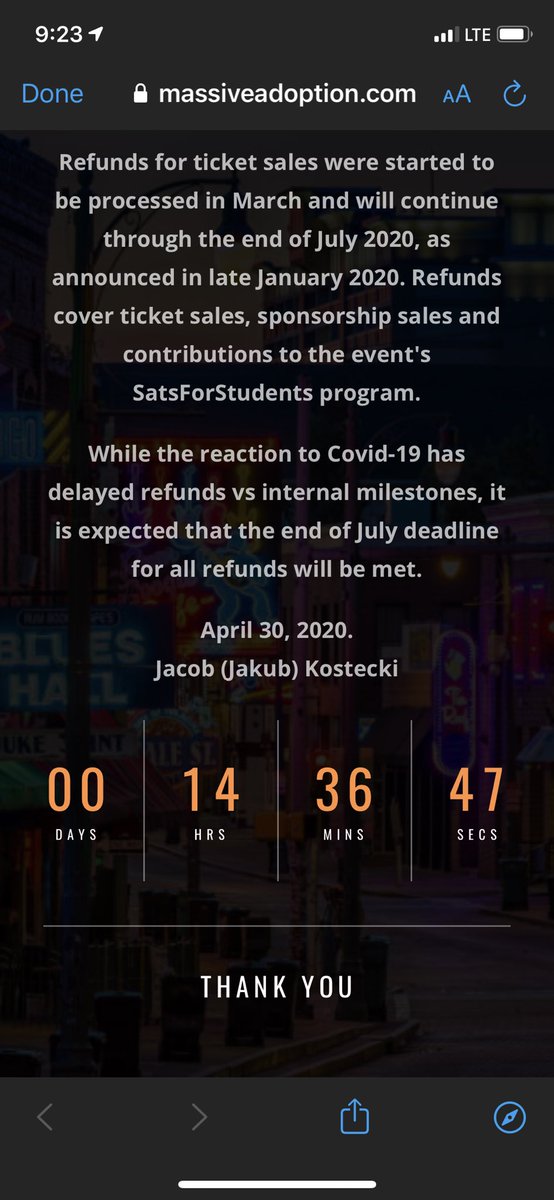 9:23
LTE
Done
massiveadoption.com
AA
Refunds for ticket sales were started to
be processed in March and will continue
through the end of July 2020, as
announced in late January 2020. Refunds
cover ticket sales, sponsorship sales and
contributions to the event's
SatsForStudents program.
While the reaction to Covid-19 has
delayed refunds vs internal milestones, it
is expected that the end of July deadline
for all refunds will be met.
April 30, 2020.
Jacob (Jakub) Kostecki
BLUES
HALL
00
14
36
47
DAYS
HRS
MINS
SECS
THANK YOU